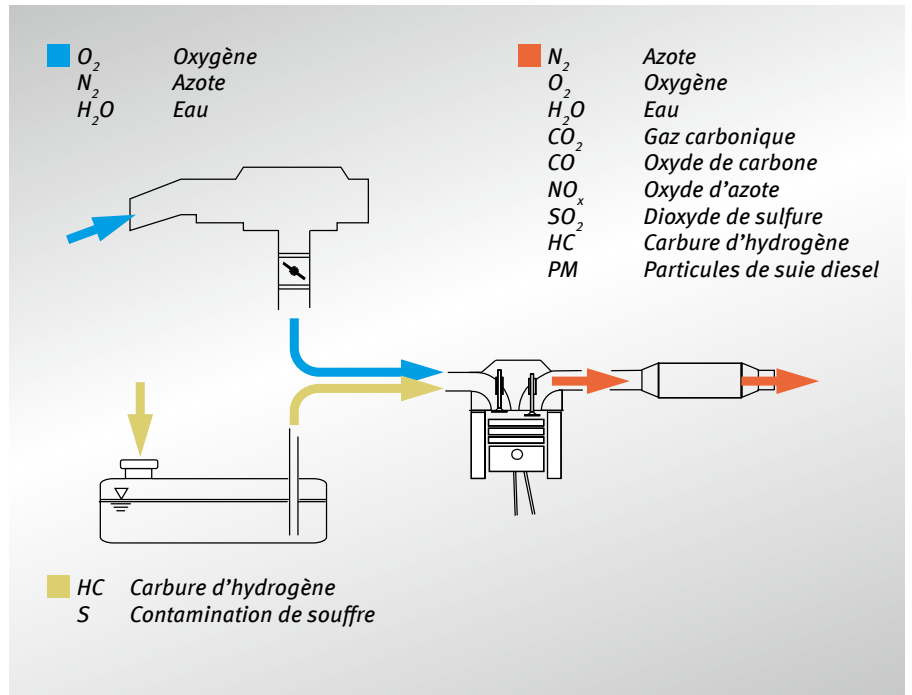 O₂ Oxygène
N₂ Azote
H₂O Eau
N₂ Azote
O₂ Oxygène
H₂O Eau
CO₂ Gaz carbonique
CO Oxyde de carbone
NOₓ Oxyde d'azote
SO₂ Dioxyde de sulfure
HC Carbure d'hydrogène
PM Particules de suie diesel
HC Carbure d'hydrogène
S Contamination de souffre